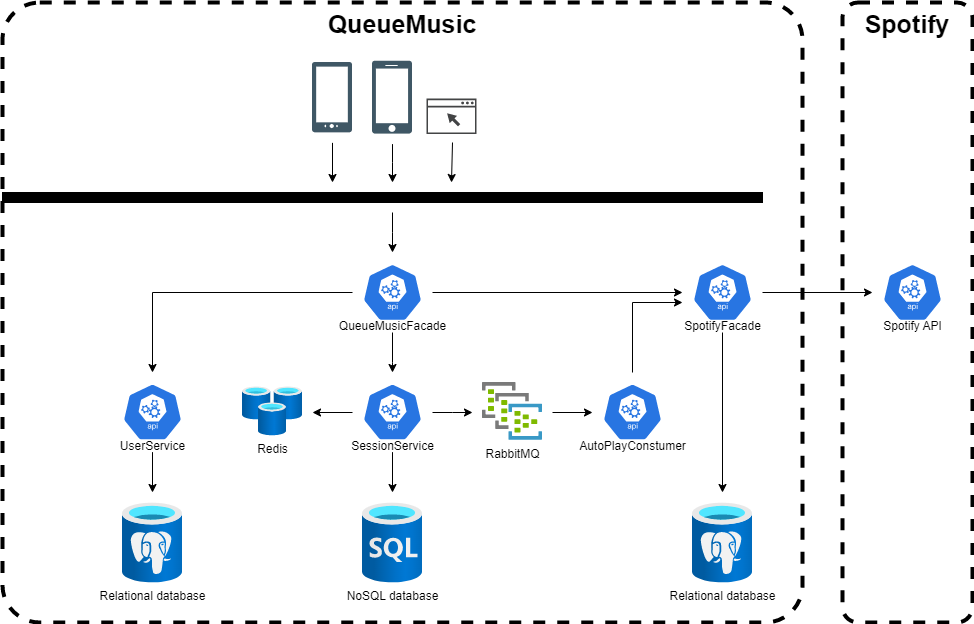 QueueMusic
Spotify
api
QueueMusicFacade
api
SpotifyFacade
api
Spotify API
api
UserService
Redis
api
SessionService
RabbitMQ
api
AutoPlayConstumer
Relational database
SQL
NoSQL database
Relational database